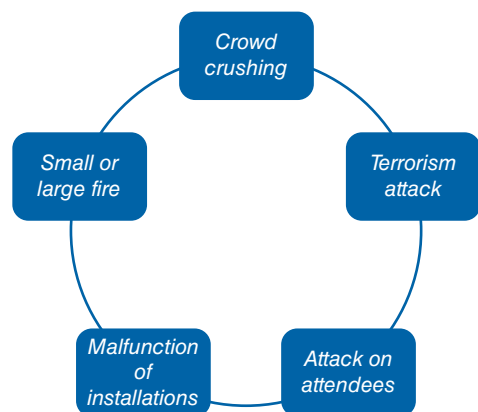 Crowd
crushing
Terrorism
attack
Attack on
attendees
Malfunction
of
installations
Small or
large fire